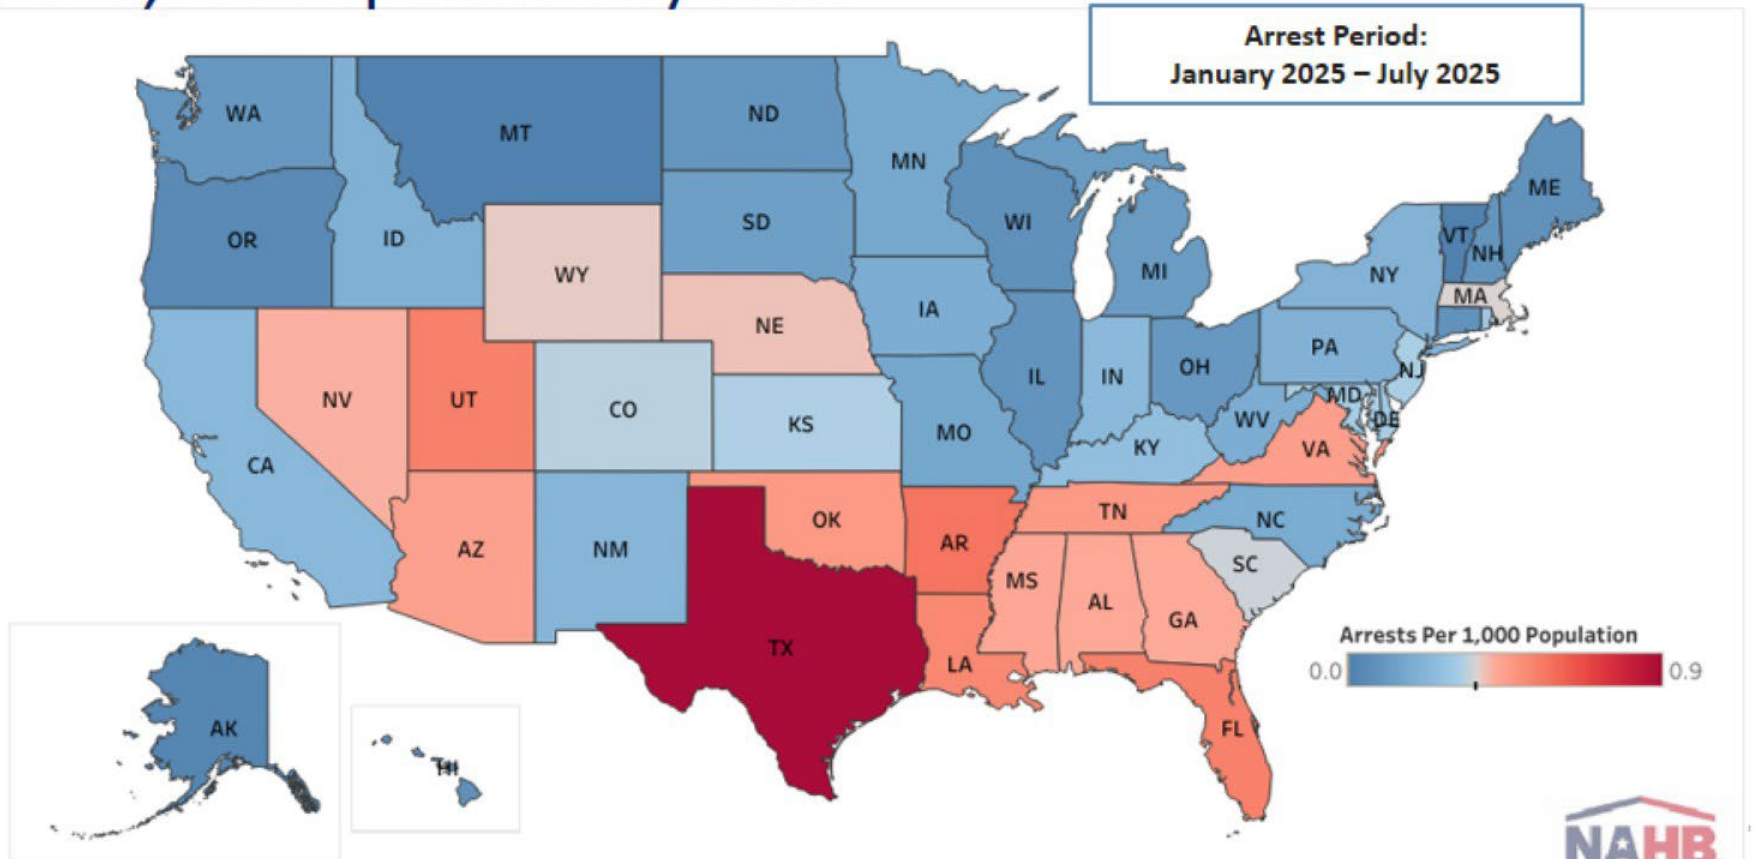 Arrest Period:
January 2025 – July 2025
WA
MT
ND
MN
OR
ID
WY
SD
WI
MI
ME
VT
NH
NY
MA
NV
UT
CO
NE
IA
IL
IN
OH
PA
NJ
CA
KS
MO
KY
WV
MD
DE
VA
AZ
NM
OK
AR
TN
NC
SC
MS
AL
GA
TX
LA
FL
AK
HI
Arrests Per 1,000 Population
0.0
0.9
NAHB